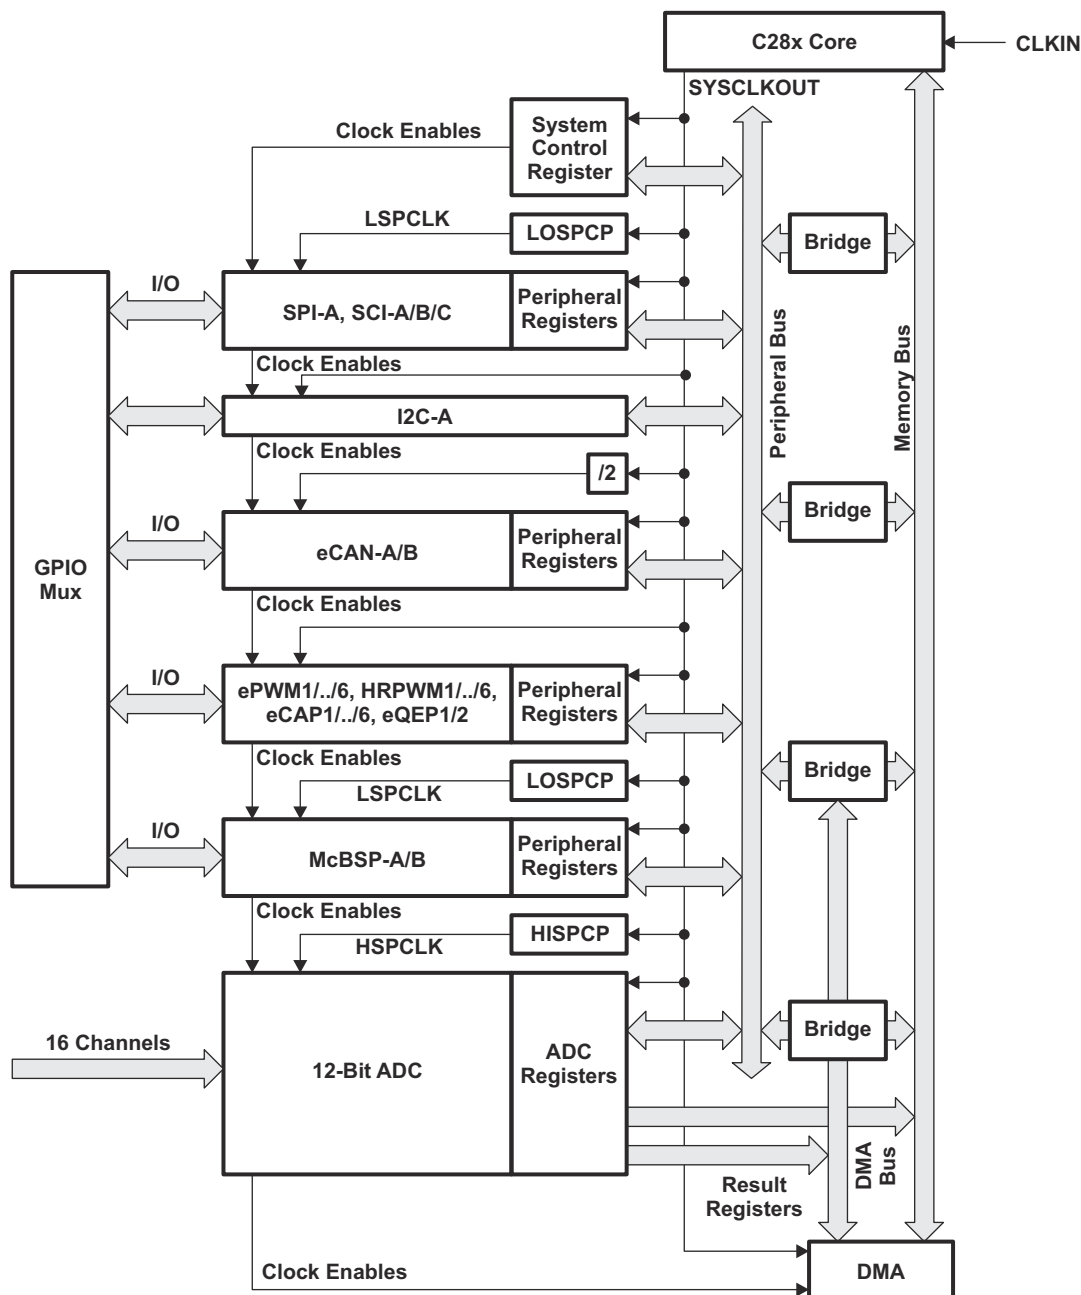 C28x Core
CLKIN
SYSCLKOUT
Clock Enables
System
Control
Register
LSPCLK
LOSPCP
Bridge
I/O
SPI-A, SCI-A/B/C
Peripheral
Registers
Peripheral Bus
Memory Bus
Clock Enables
I2C-A
Clock Enables
/2
Bridge
I/O
eCAN-A/B
Peripheral
Registers
GPIO
Mux
Clock Enables
I/O
ePWM1/../6, HRPWM1/../6,
eCAP1/../6, eQEP1/2
Peripheral
Registers
Clock Enables
LSPCLK
LOSPCP
Bridge
I/O
McBSP-A/B
Peripheral
Registers
Clock Enables
HSPCLK
HISPCP
16 Channels
12-Bit ADC
ADC
Registers
Bridge
DMA
Bus
Result
Registers
Clock Enables
DMA